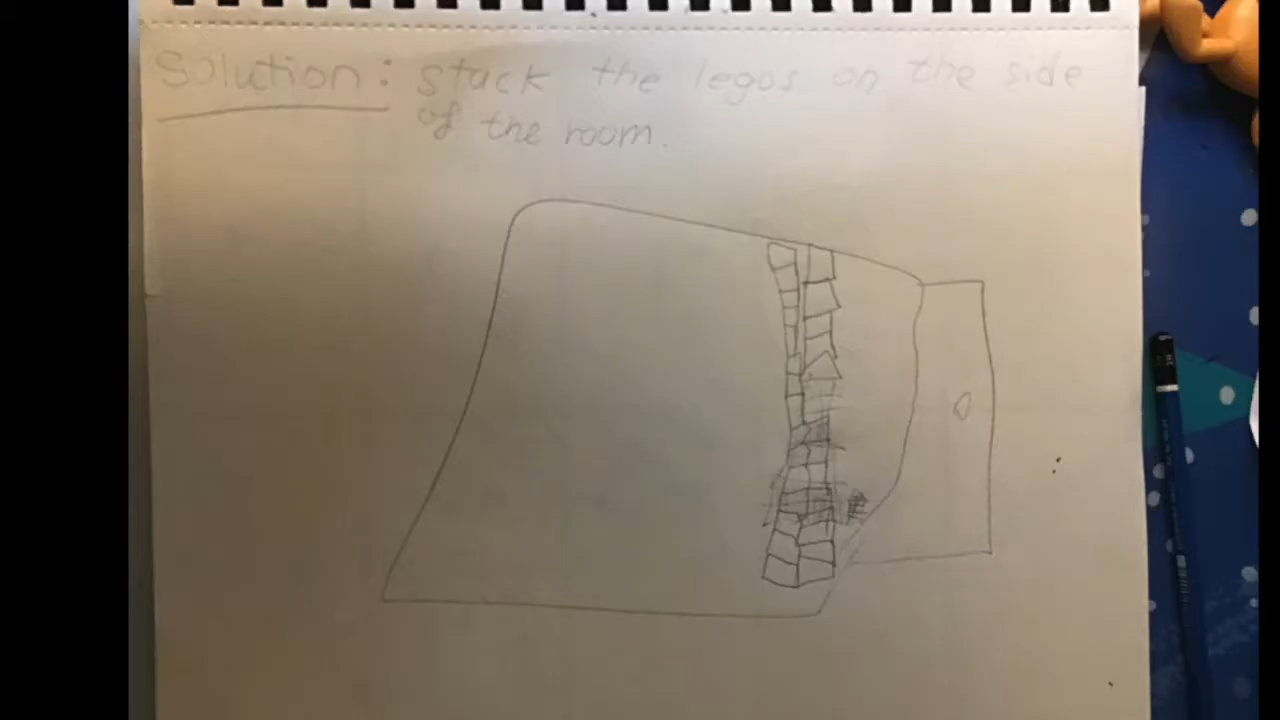 Solution: stack the legos on the side
of the room.